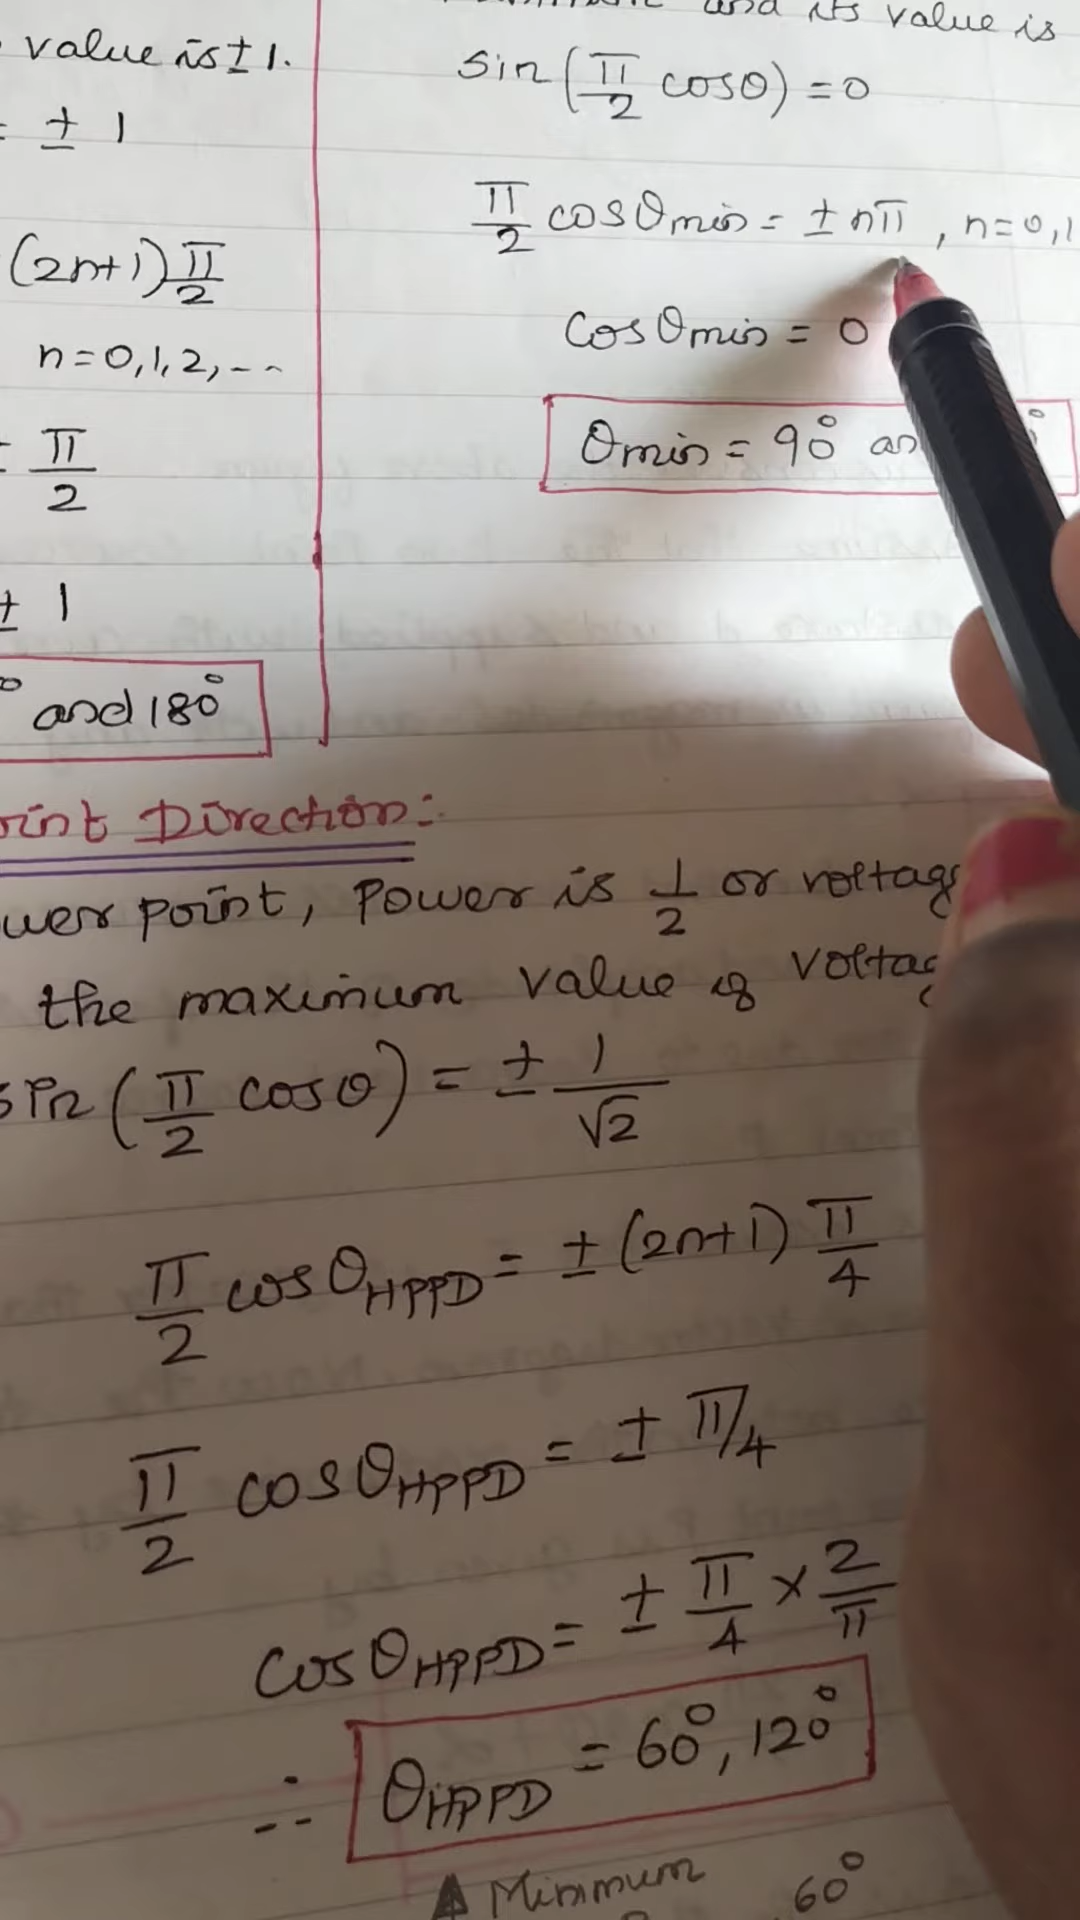 value is ± 1.
= ± 1
(2n+1) π/2
n=0,1,2,---
= π/2
± 1
° and 180°
and its value is
sin(π/2 cosθ) = 0
π/2 cosθmin = ± nπ, n=0,1
cosθmin = 0
θmin = 90°
oint Direction:
wer point, Power is 1/2 or voltag
the maximum value of voltag
sin(π/2 cosθ) = ± 1/√2
π/2 cosθHPPD = ± (2n+1) π/4
π/2 cosθHPPD = ± π/4
cosθHPPD = ± π/4 × 2/π
∴ θHPPD = 60°, 120°
Minimum
60°